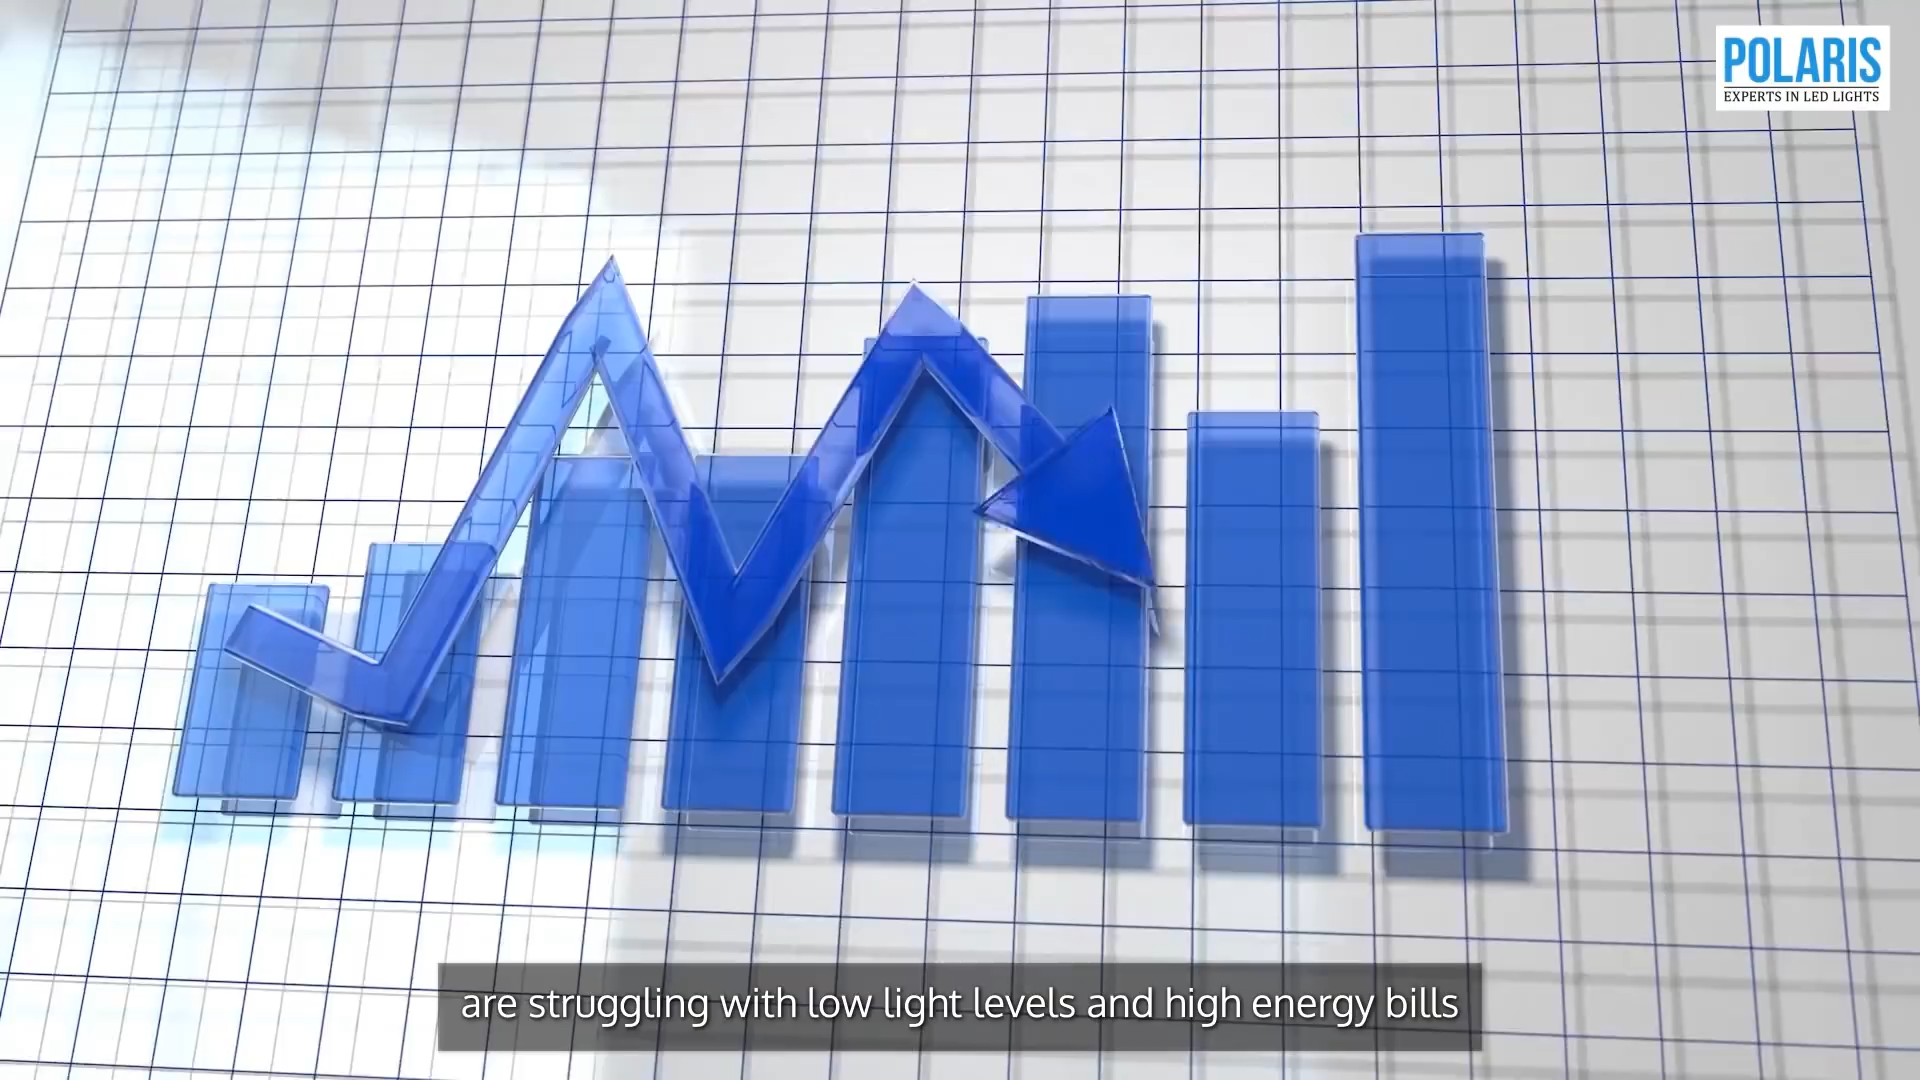 POLARIS
EXPERTS IN LED LIGHTS
are struggling with low light levels and high energy bills